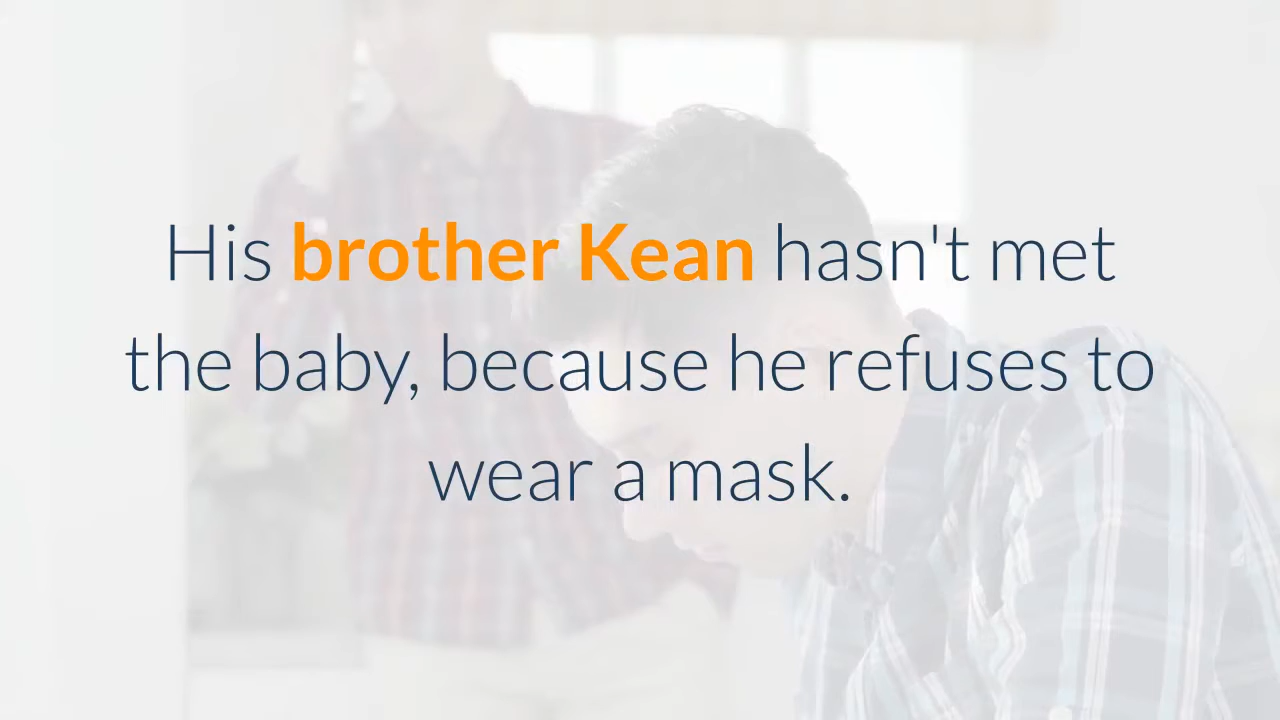 His brother Kean hasn't met
the baby, because he refuses to
wear a mask.